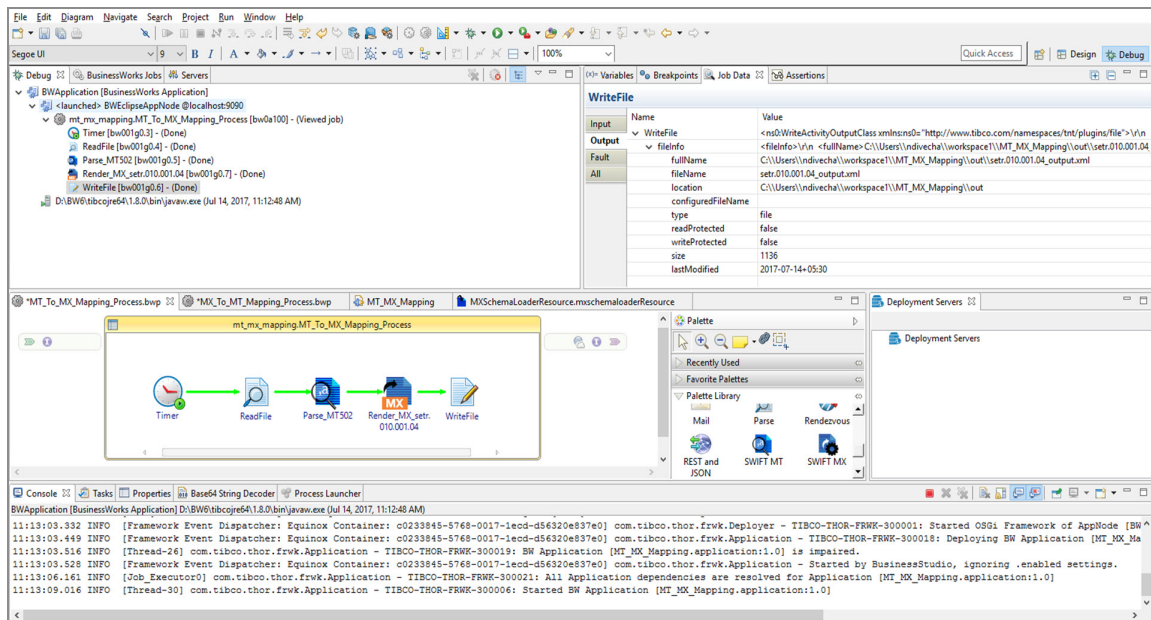 File Edit Diagram Navigate Search Project Run Window Help
100%
Segoe UI 9 B I A
Quick Access Design Debug
Debug BusinessWorks Jobs Servers
BWApplication [BusinessWorks Application]
<launched> BWEclipseAppNode @localhost:9090
mt_mx_mapping.MT_To_MX_Mapping_Process [bw0a100] - (Viewed job)
Timer [bw001g0.3] - (Done)
ReadFile [bw001g0.4] - (Done)
Parse_MT502 [bw001g0.5] - (Done)
Render_MX_setr.010.001.04 [bw001g0.7] - (Done)
WriteFile [bw001g0.6] - (Done)
D:\BW6\tibcojre64\1.8.0\bin\javaw.exe (Jul 14, 2017, 11:12:48 AM)
(x)= Variables Breakpoints Job Data Assertions
WriteFile
Input
Output
Fault
All
Name Value
WriteFile <ns0:WriteActivityOutputClass xmlns:ns0="http://www.tibco.com/namespaces/tnt/plugins/file">\r\n
fileInfo <fileInfo>\r\n <fullName>C:\\Users\\ndivecha\\workspace1\\MT_MX_Mapping\\out\\setr.010.001.04
fullName C:\\Users\\ndivecha\\workspace1\\MT_MX_Mapping\\out\\setr.010.001.04_output.xml
fileName setr.010.001.04_output.xml
location C:\\Users\\ndivecha\\workspace1\\MT_MX_Mapping\\out
configuredFileName
type file
readProtected false
writeProtected false
size 1136
lastModified 2017-07-14+05:30
*MT_To_MX_Mapping_Process.bwp *MX_To_MT_Mapping_Process.bwp MT_MX_Mapping MXSchemaLoaderResource.mxschemaloaderResource
mt_mx_mapping.MT_To_MX_Mapping_Process
MX
Timer ReadFile Parse_MT502 Render_MX_setr.
010.001.04 WriteFile
Palette
Recently Used
Favorite Palettes
Palette Library
Mail Parse Rendezvous
REST and
JSON SWIFT MT SWIFT MX
Deployment Servers
Deployment Servers
Console Tasks Properties Base64 String Decoder Process Launcher
BWApplication [BusinessWorks Application] D:\BW6\tibcojre64\1.8.0\bin\javaw.exe (Jul 14, 2017, 11:12:48 AM)
11:13:03.332 INFO [Framework Event Dispatcher: Equinox Container: c0233845-5768-0017-1ecd-d56320e837e0] com.tibco.thor.frwk.Deployer - TIBCO-THOR-FRWK-300001: Started OSGi Framework of AppNode [BW
11:13:03.449 INFO [Framework Event Dispatcher: Equinox Container: c0233845-5768-0017-1ecd-d56320e837e0] com.tibco.thor.frwk.Application - TIBCO-THOR-FRWK-300018: Deploying BW Application [MT_MX_Ma
11:13:03.516 INFO [Thread-26] com.tibco.thor.frwk.Application - TIBCO-THOR-FRWK-300019: BW Application [MT_MX_Mapping.application:1.0] is impaired.
11:13:03.528 INFO [Framework Event Dispatcher: Equinox Container: c0233845-5768-0017-1ecd-d56320e837e0] com.tibco.thor.frwk.Application - Started by BusinessStudio, ignoring .enabled settings.
11:13:06.161 INFO [Job_Executor0] com.tibco.thor.frwk.Application - TIBCO-THOR-FRWK-300021: All Application dependencies are resolved for Application [MT_MX_Mapping.application:1.0]
11:13:09.016 INFO [Thread-30] com.tibco.thor.frwk.Application - TIBCO-THOR-FRWK-300006: Started BW Application [MT_MX_Mapping.application:1.0]